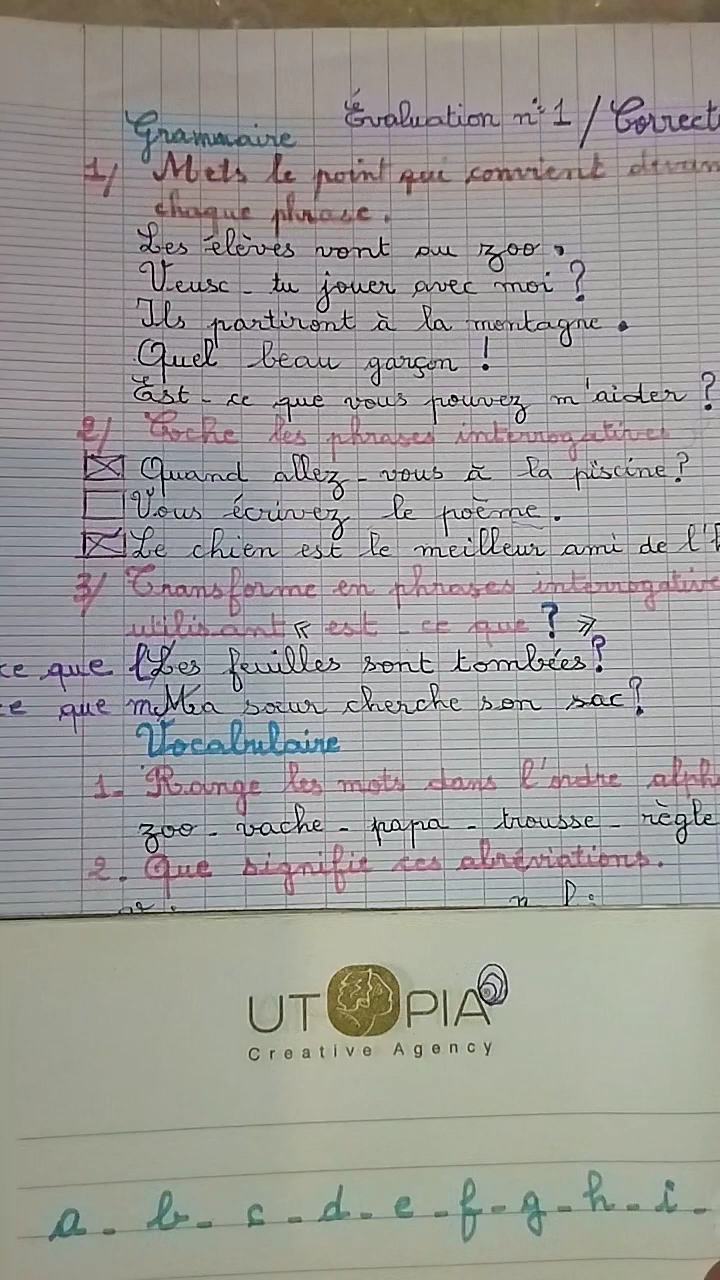 Évaluation n°1 / Correct
Grammaire
1/ Mets le point qui convient devan
chaque phrase.
Les élèves vont au zoo.
Veux-tu jouer avec moi ?
Ils partiront à la montagne.
Quel beau garçon !
Est-ce que vous pouvez m'aider ?
2/ Coche les phrases interrogatives
Quand allez-vous à la piscine ?
Vous écrivez le poème.
Le chien est le meilleur ami de l'
3/ Transforme en phrases interrogative
utilisant « est-ce que ? »
ce que les feuilles sont tombées ?
ce que ma sœur cherche son sac ?
Vocabulaire
1. Range les mots dans l'ordre alph
zoo - vache - papa - trousse - règle
2. Que signifie ces abréviations.
UTOPIA
Creative Agency
a - b - c - d - e - f - g - h - i -